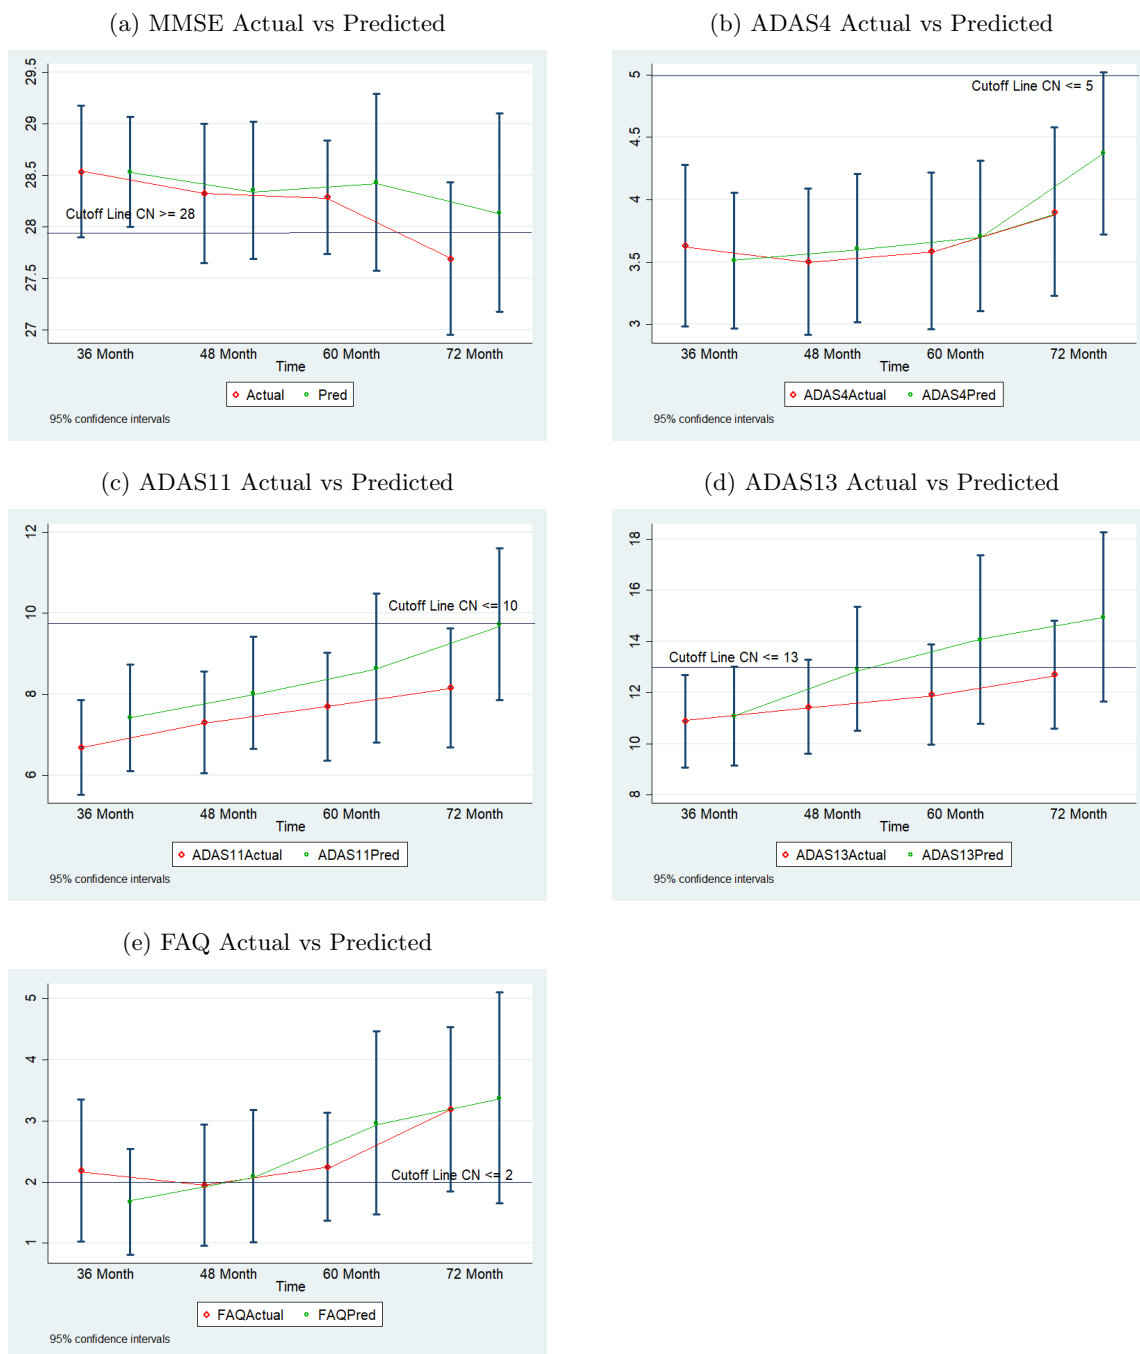 (a) MMSE Actual vs Predicted
29.5
29
28.5
28
27.5
27
Cutoff Line CN >= 28
36 Month 48 Month 60 Month 72 Month
Time
Actual Pred
95% confidence intervals
(b) ADAS4 Actual vs Predicted
5
4.5
4
3.5
3
Cutoff Line CN <= 5
36 Month 48 Month 60 Month 72 Month
Time
ADAS4Actual ADAS4Pred
95% confidence intervals
(c) ADAS11 Actual vs Predicted
12
10
8
6
Cutoff Line CN <= 10
36 Month 48 Month 60 Month 72 Month
Time
ADAS11Actual ADAS11Pred
95% confidence intervals
(d) ADAS13 Actual vs Predicted
18
16
14
12
10
8
Cutoff Line CN <= 13
36 Month 48 Month 60 Month 72 Month
Time
ADAS13Actual ADAS13Pred
95% confidence intervals
(e) FAQ Actual vs Predicted
5
4
3
2
1
Cutoff Line CN <= 2
36 Month 48 Month 60 Month 72 Month
Time
FAQActual FAQPred
95% confidence intervals